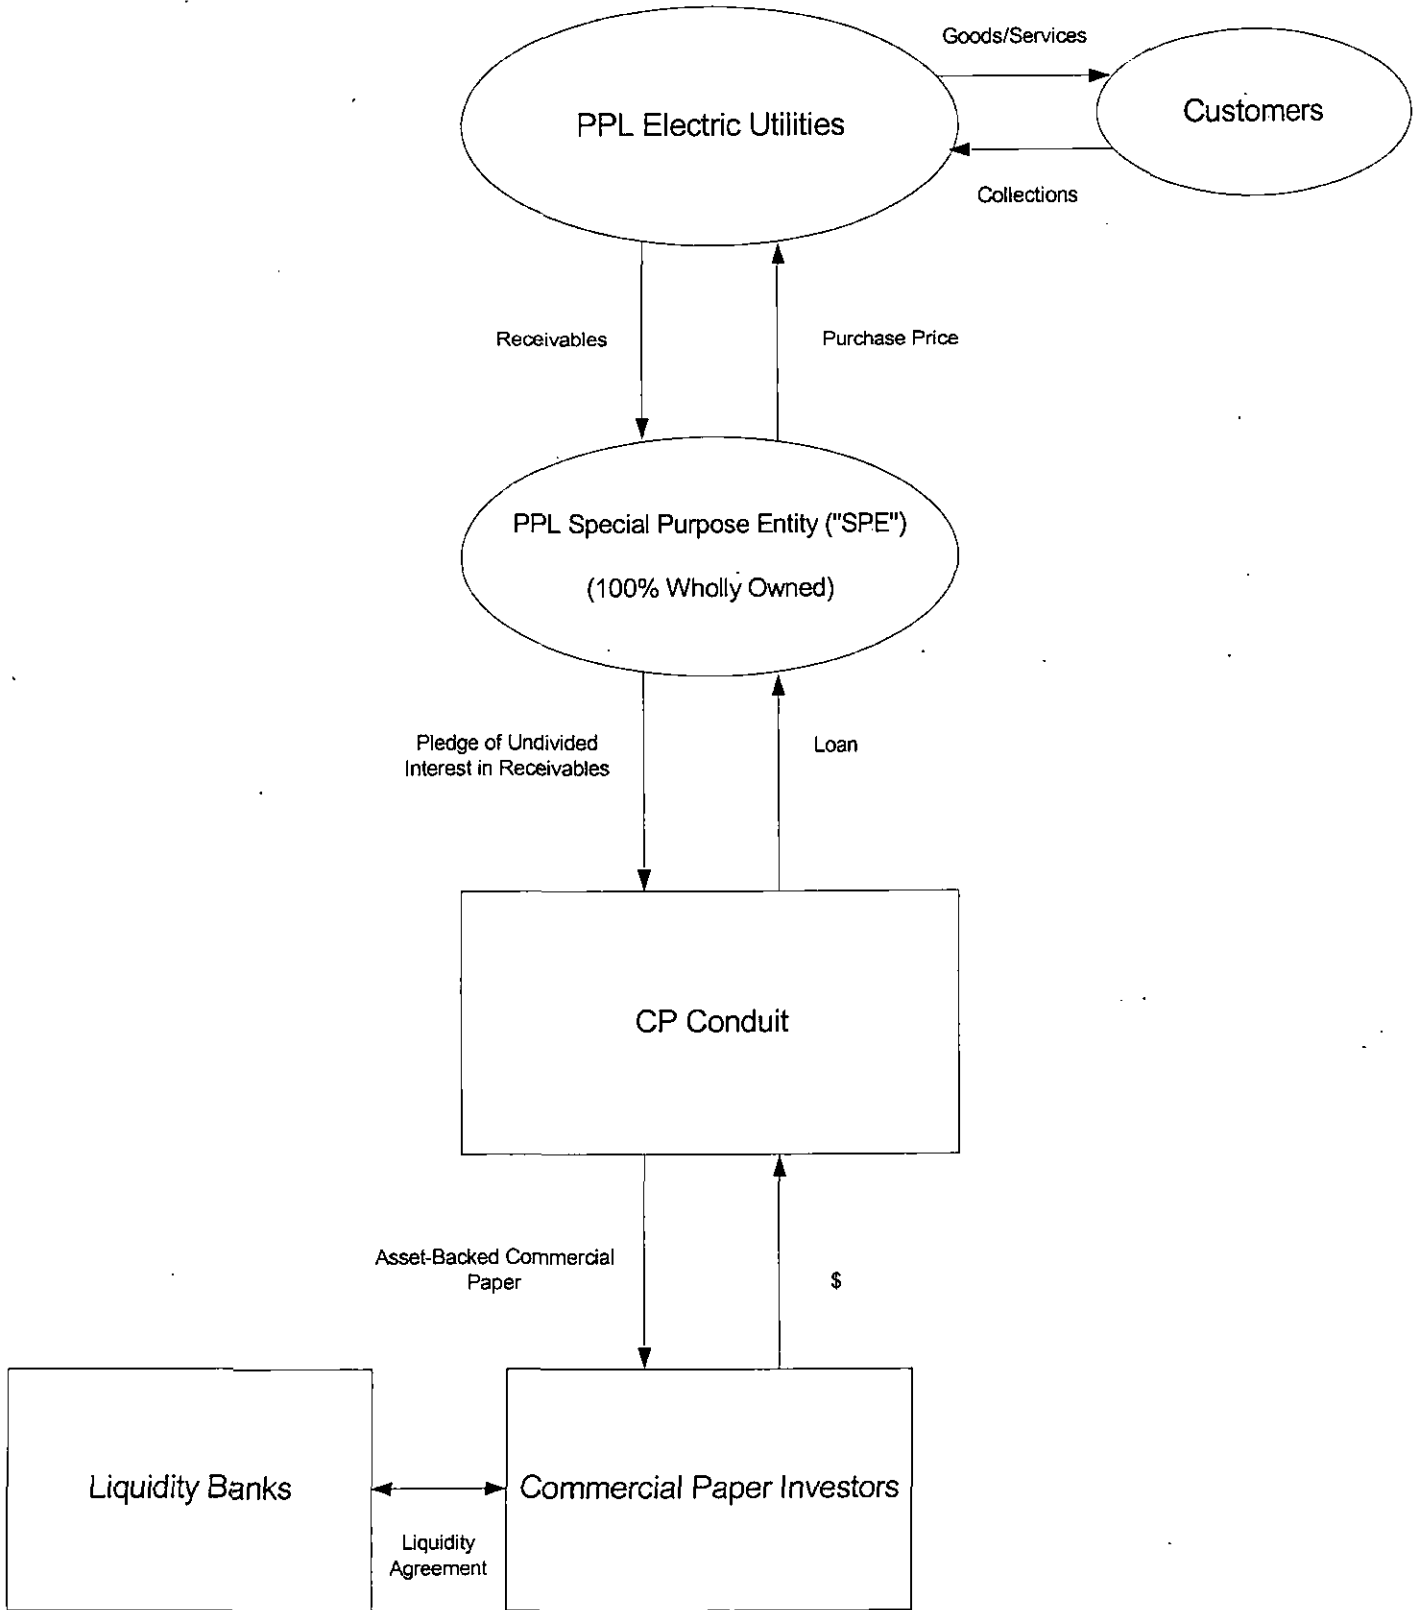 Goods/Services
PPL Electric Utilities
Customers
Collections
Receivables
Purchase Price
PPL Special Purpose Entity ("SPE")
(100% Wholly Owned)
Pledge of Undivided
Interest in Receivables
Loan
CP Conduit
Asset-Backed Commercial
Paper
$
Liquidity Banks
Commercial Paper Investors
Liquidity
Agreement